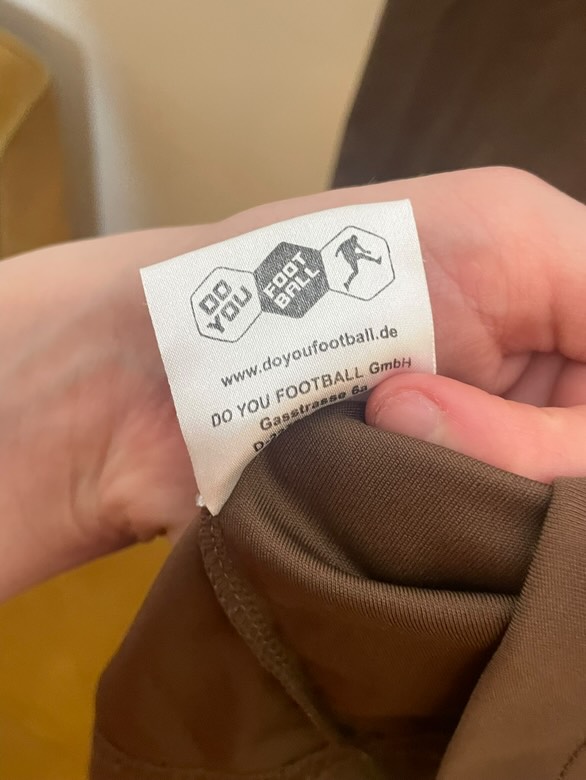 DO YOU
FOOT BALL
www.doyoufootball.de
DO YOU FOOTBALL GmbH
Gasstrasse 6a